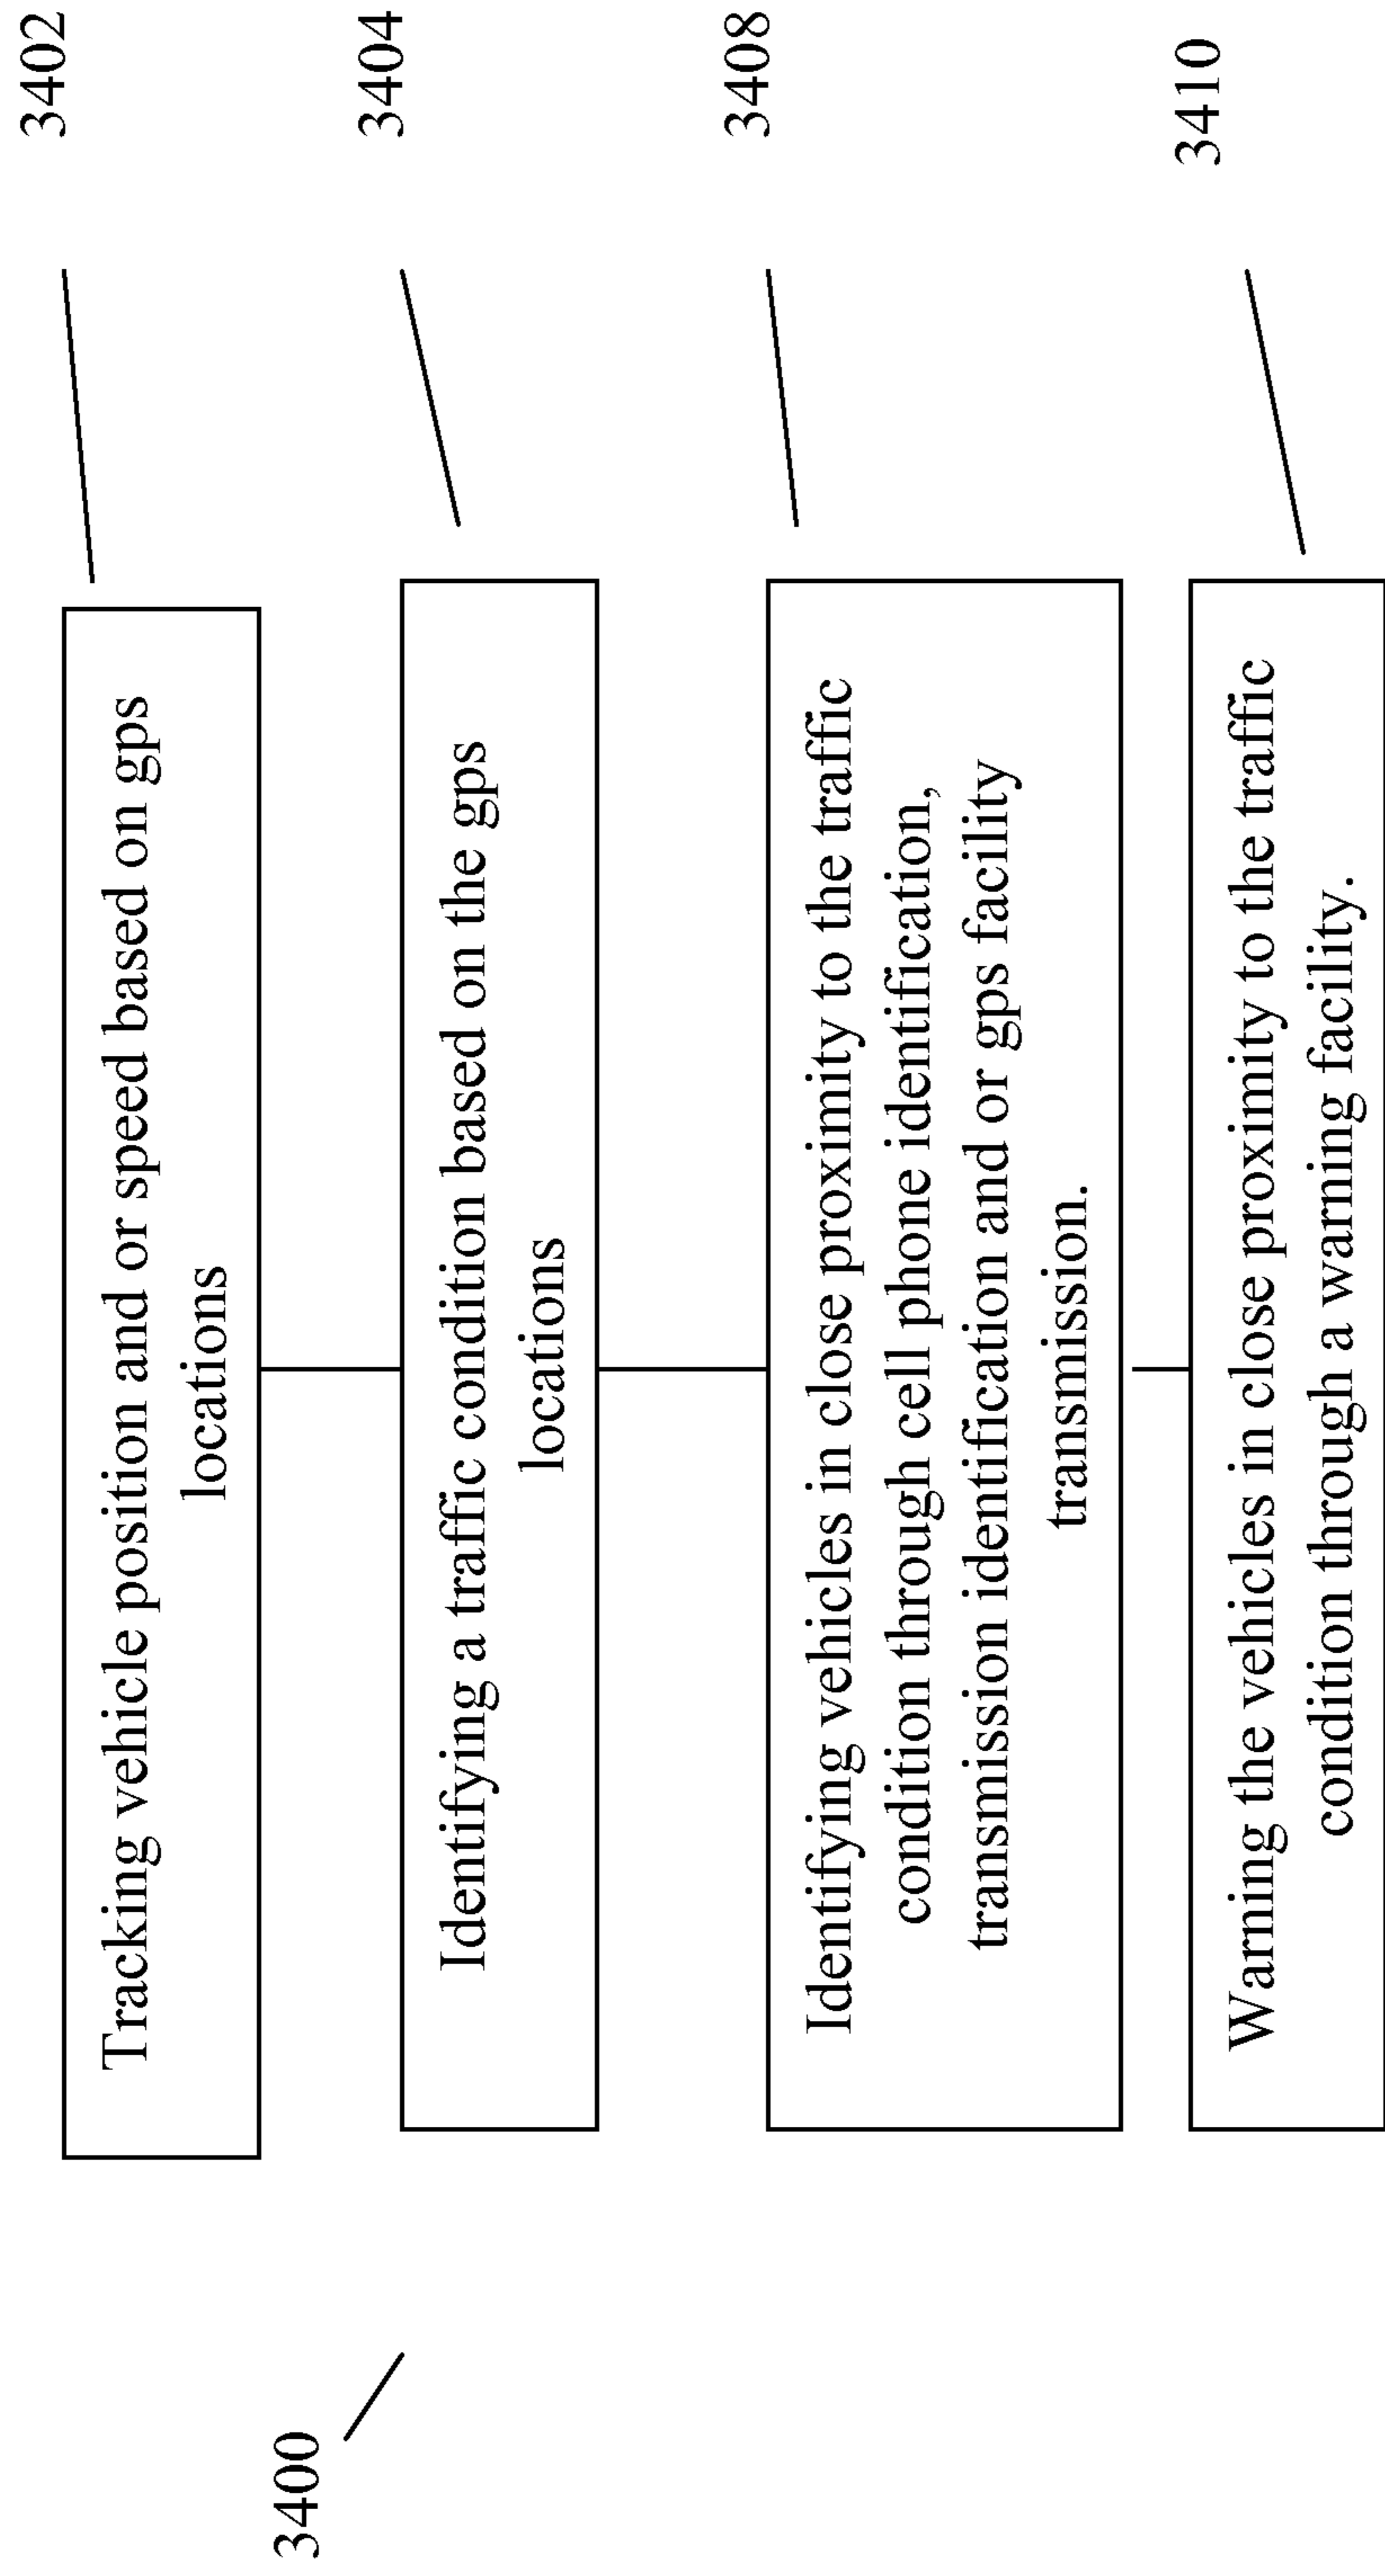 3400
3402
Tracking vehicle position and or speed based on gps
locations
3404
Identifying a traffic condition based on the gps
locations
3408
Identifying vehicles in close proximity to the traffic
condition through cell phone identification,
transmission identification and or gps facility
transmission.
3410
Warning the vehicles in close proximity to the traffic
condition through a warning facility.